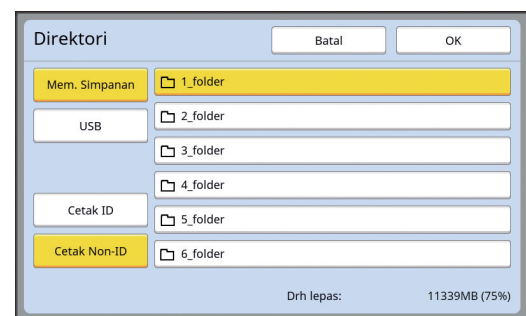 Direktori
Batal
OK
Mem. Simpanan
USB
Cetak ID
Cetak Non-ID
1_folder
2_folder
3_folder
4_folder
5_folder
6_folder
Drh lepas: 11339MB (75%)